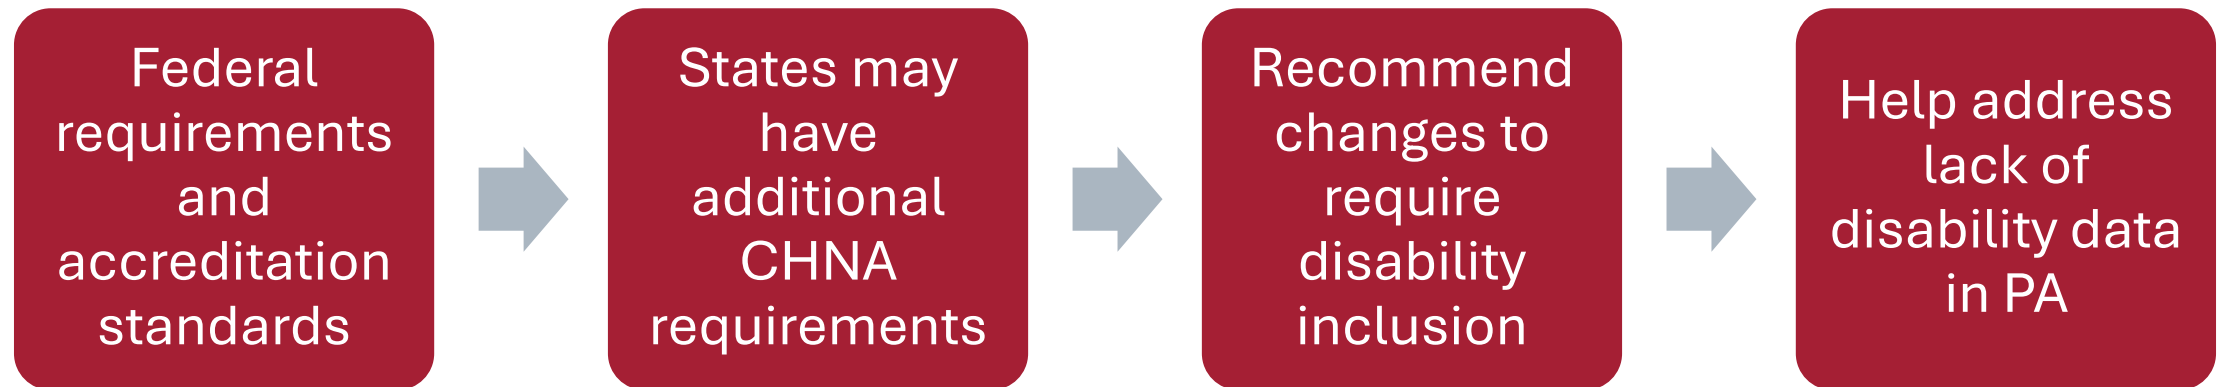 Federal
requirements
and
accreditation
standards
States may
have
additional
CHNA
requirements
Recommend
changes to
require
disability
inclusion
Help address
lack of
disability data
in PA